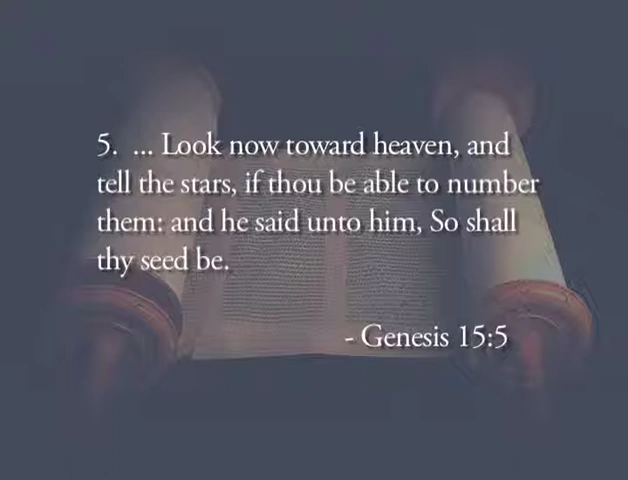 5. ... Look now toward heaven, and
tell the stars, if thou be able to number
them: and he said unto him, So shall
thy seed be.
- Genesis 15:5